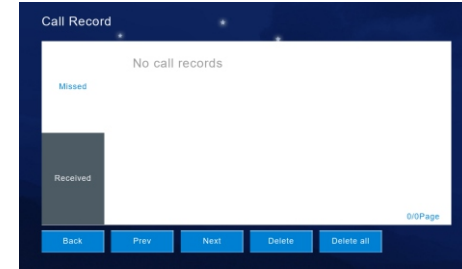 Call Record
No call records
Missed
Received
0/0Page
Back Prev Next Delete Delete all